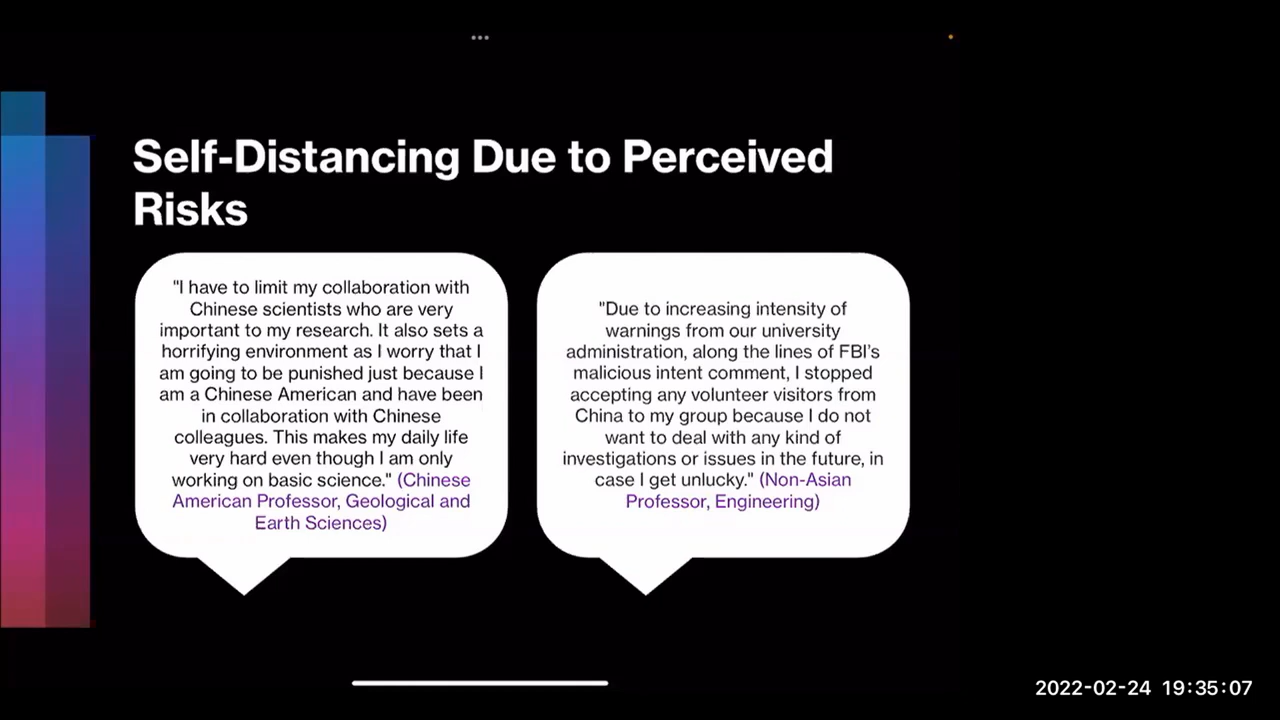 Self-Distancing Due to Perceived
Risks
"I have to limit my collaboration with
Chinese scientists who are very
important to my research. It also sets a
horrifying environment as I worry that I
am going to be punished just because I
am a Chinese American and have been
in collaboration with Chinese
colleagues. This makes my daily life
very hard even though I am only
working on basic science." (Chinese
American Professor, Geological and
Earth Sciences)
"Due to increasing intensity of
warnings from our university
administration, along the lines of FBI's
malicious intent comment, I stopped
accepting any volunteer visitors from
China to my group because I do not
want to deal with any kind of
investigations or issues in the future, in
case I get unlucky." (Non-Asian
Professor, Engineering)
2022-02-24 19:35:07